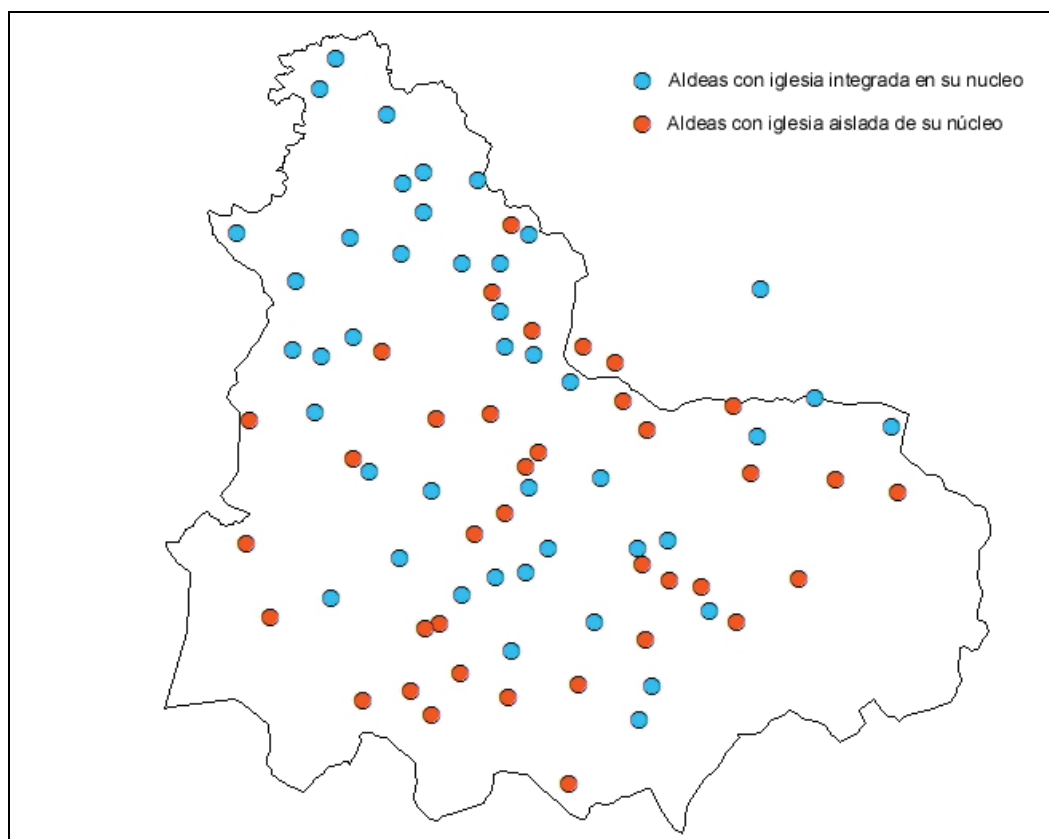 Aldeas con iglesia integrada en su nucleo
Aldeas con iglesia aislada de su núcleo